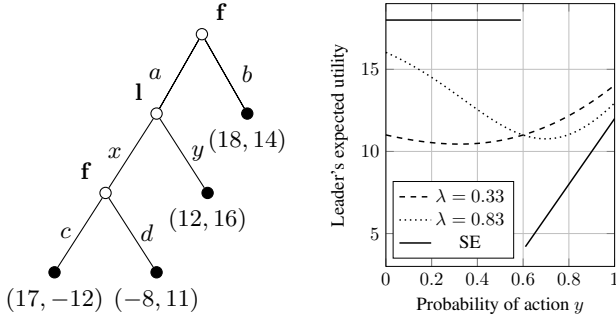 f
a
b
l
(18, 14)
x
y
f
(12, 16)
c
d
(17, −12)
(−8, 11)
Leader's expected utility
15
10
5
λ = 0.33
λ = 0.83
SE
0
0.2
0.4
0.6
0.8
1
Probability of action y